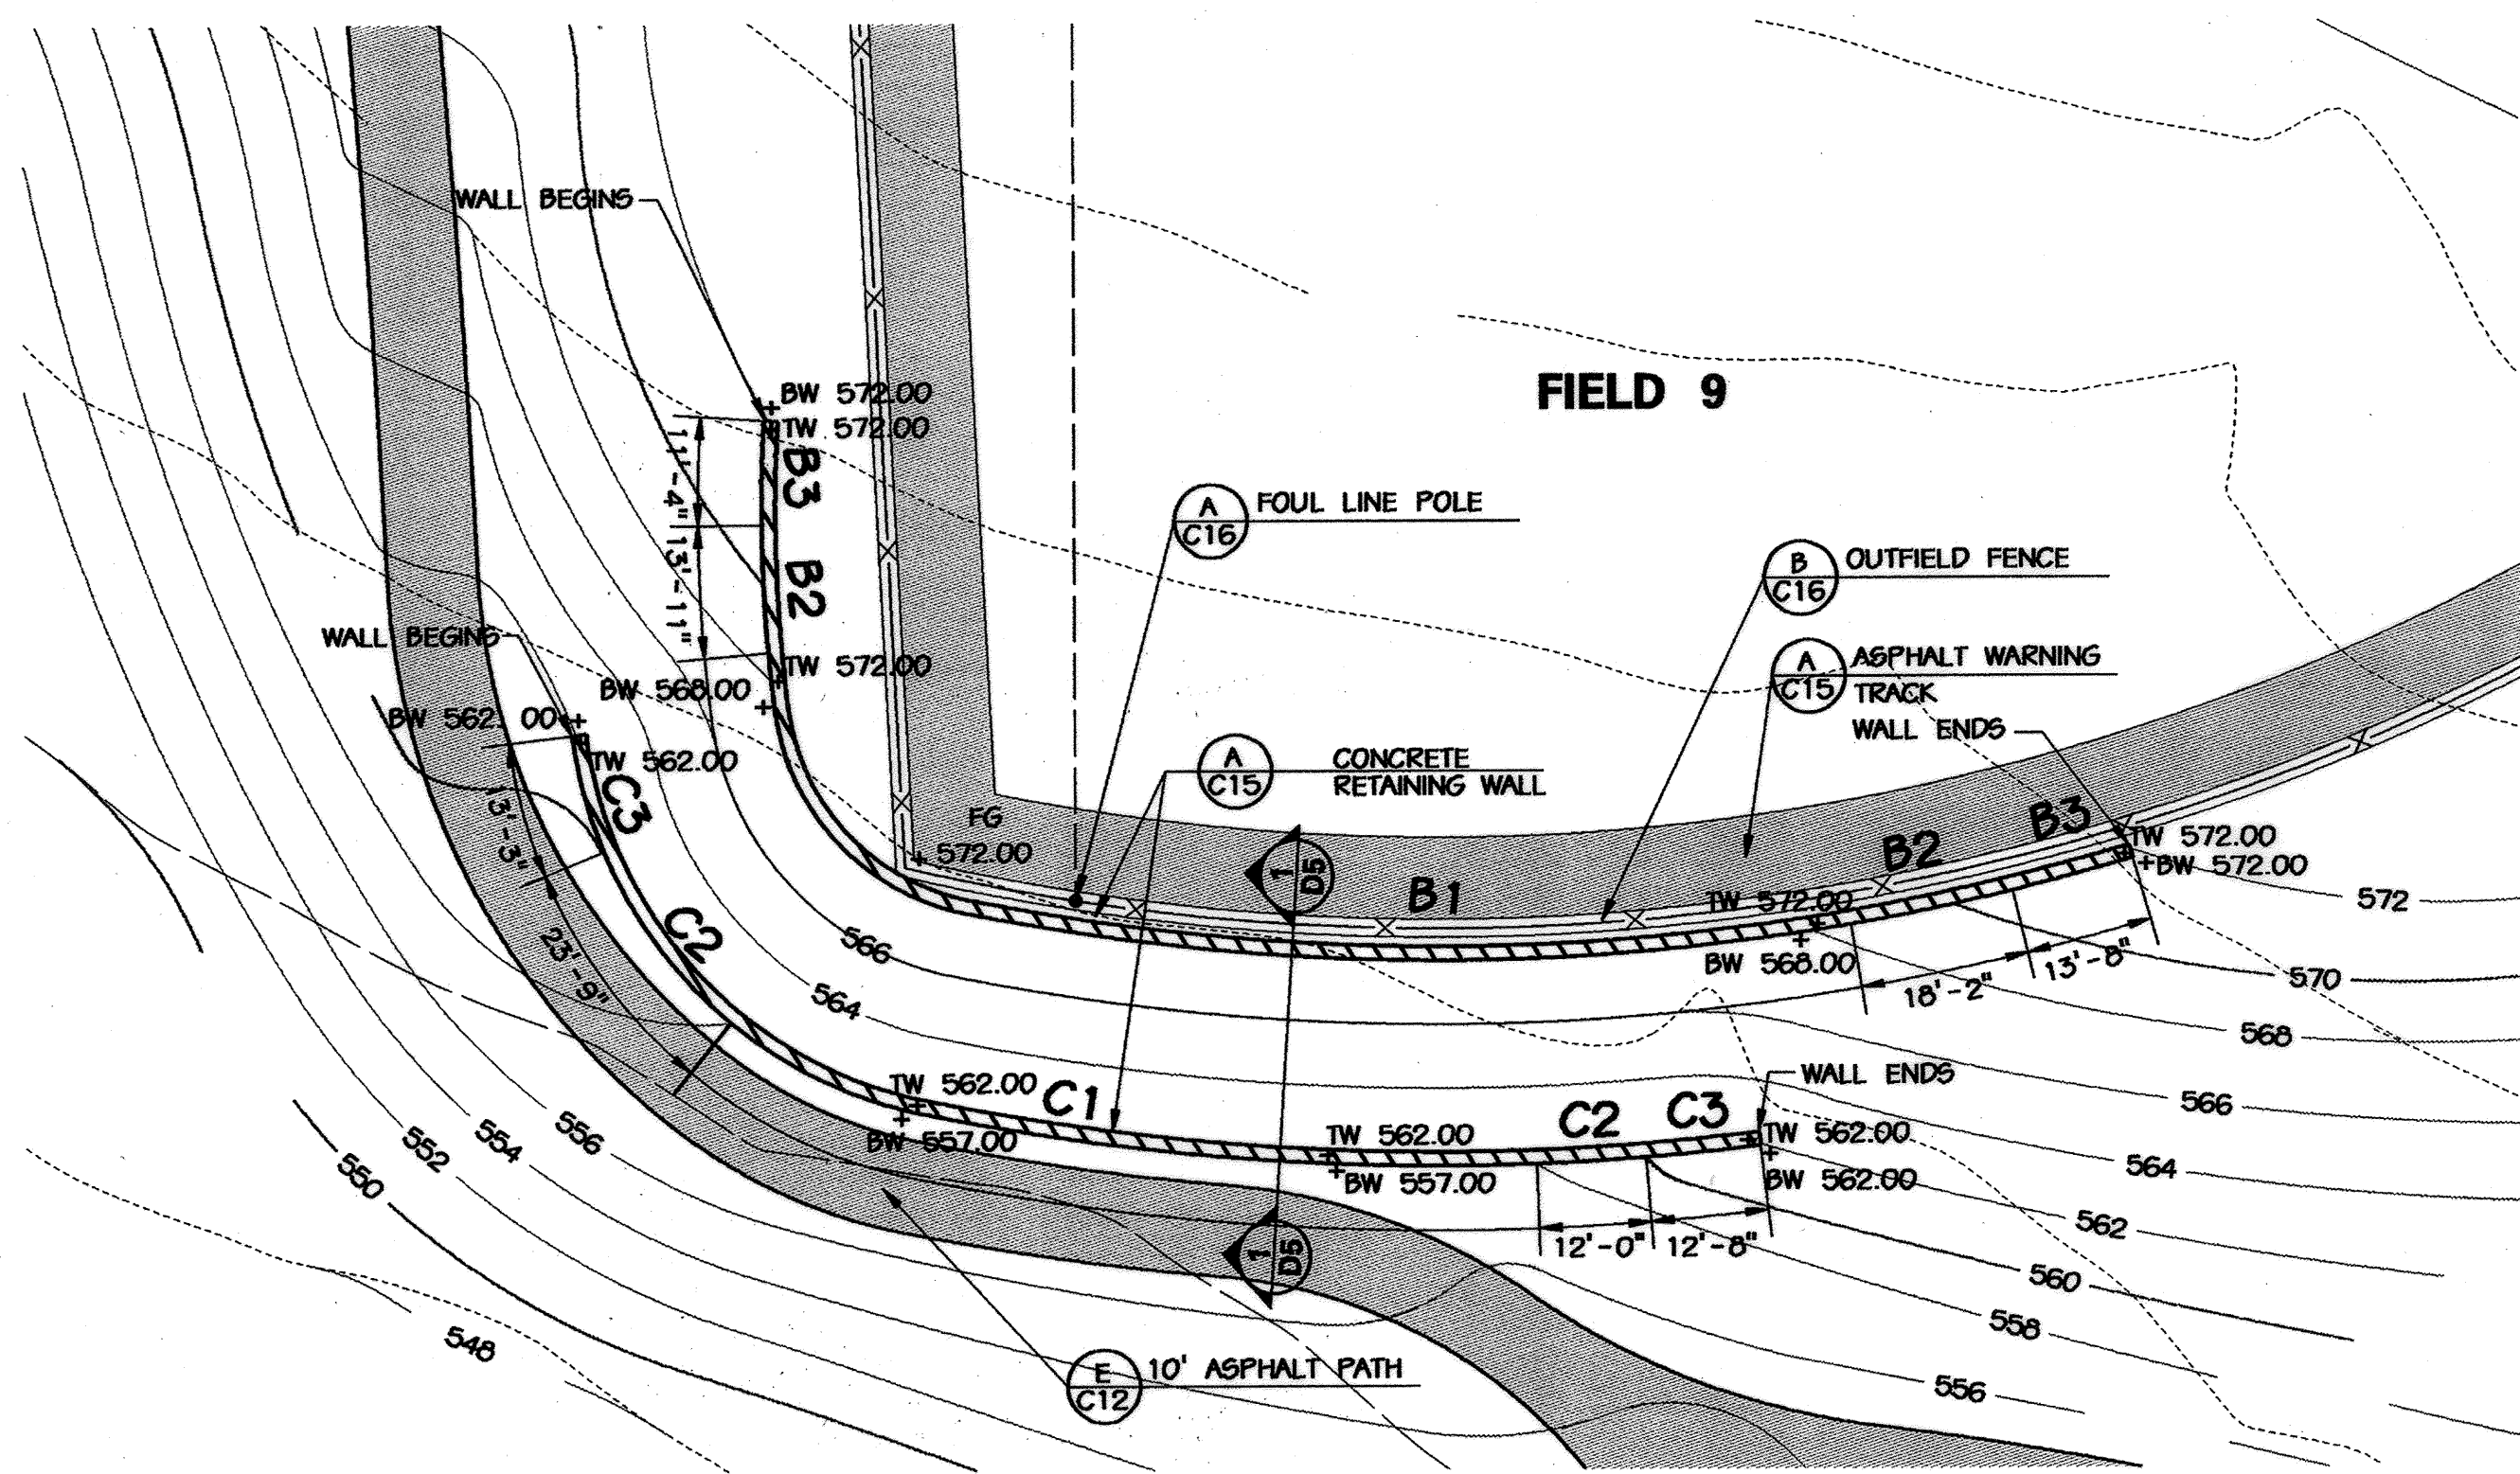 WALL BEGINS
BW 572.00
TW 572.00
FIELD 9
B3
11'-4"
A
C16
FOUL LINE POLE
B
C16
OUTFIELD FENCE
B2
13'-11"
WALL BEGINS
TW 572.00
BW 568.00
A
C15
ASPHALT WARNING
TRACK
WALL ENDS
BW 562.00
TW 562.00
A
C15
CONCRETE
RETAINING WALL
C3
13'-3"
FG
572.00
1
D5
B1
B2
B3
TW 572.00
BW 572.00
TW 572.00
BW 568.00
572
C2
23'-9"
566
564
18'-2"
13'-8"
570
568
WALL ENDS
566
TW 562.00
C1
BW 557.00
TW 562.00
BW 557.00
C2
C3
TW 562.00
BW 562.00
564
562
556
554
552
550
12'-0"
12'-8"
1
D5
560
558
556
548
E
C12
10' ASPHALT PATH